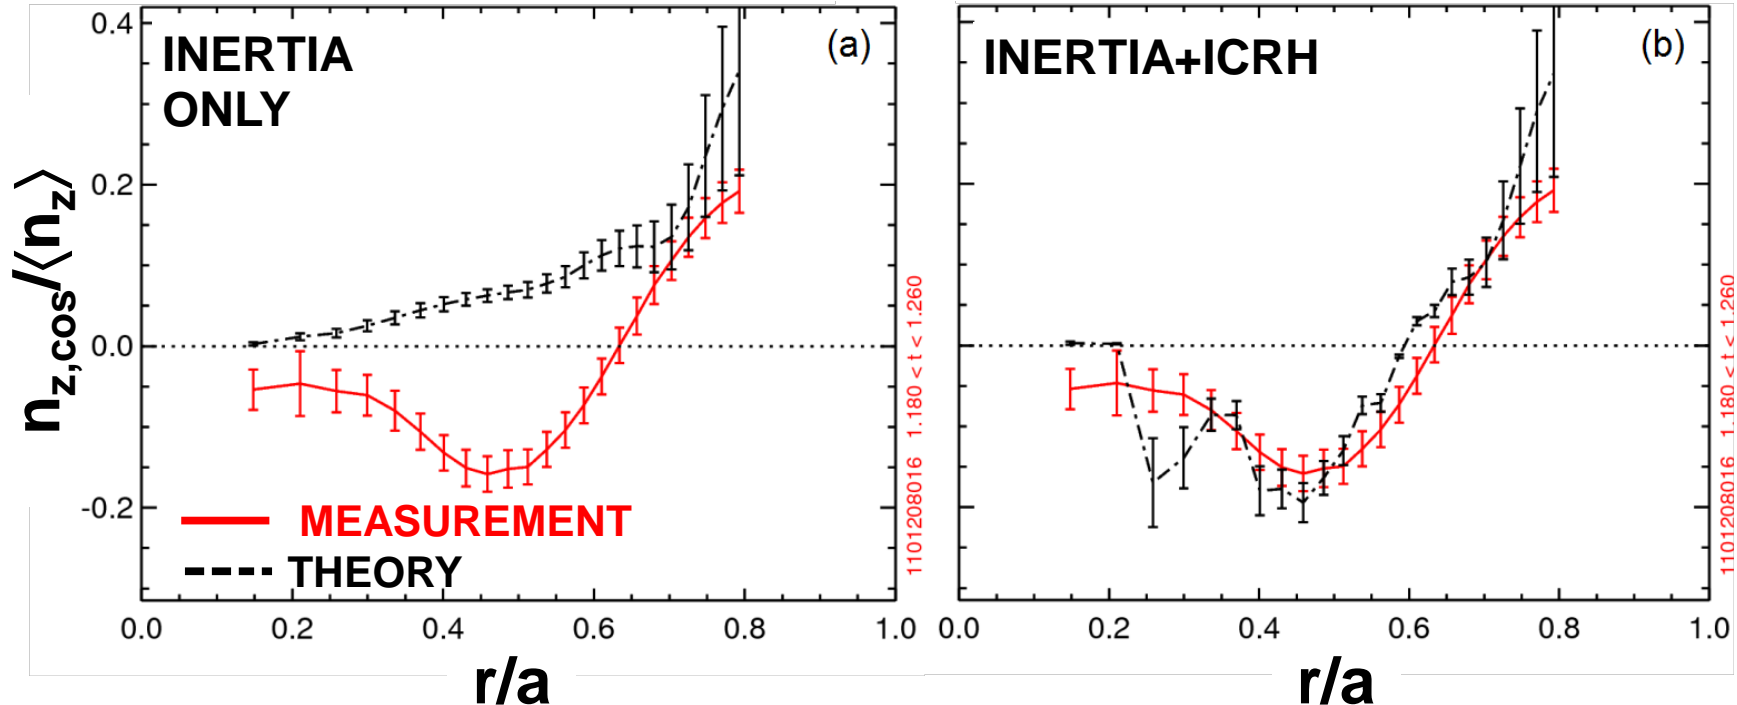 INERTIA
ONLY
(a)
0.4
0.2
0.0
-0.2
n_z,cos/⟨n_z⟩
MEASUREMENT
THEORY
0.0 0.2 0.4 0.6 0.8 1.0
r/a
1101208016 1.180 < t < 1.260
INERTIA+ICRH
(b)
0.0 0.2 0.4 0.6 0.8 1.0
r/a
1101208016 1.180 < t < 1.260